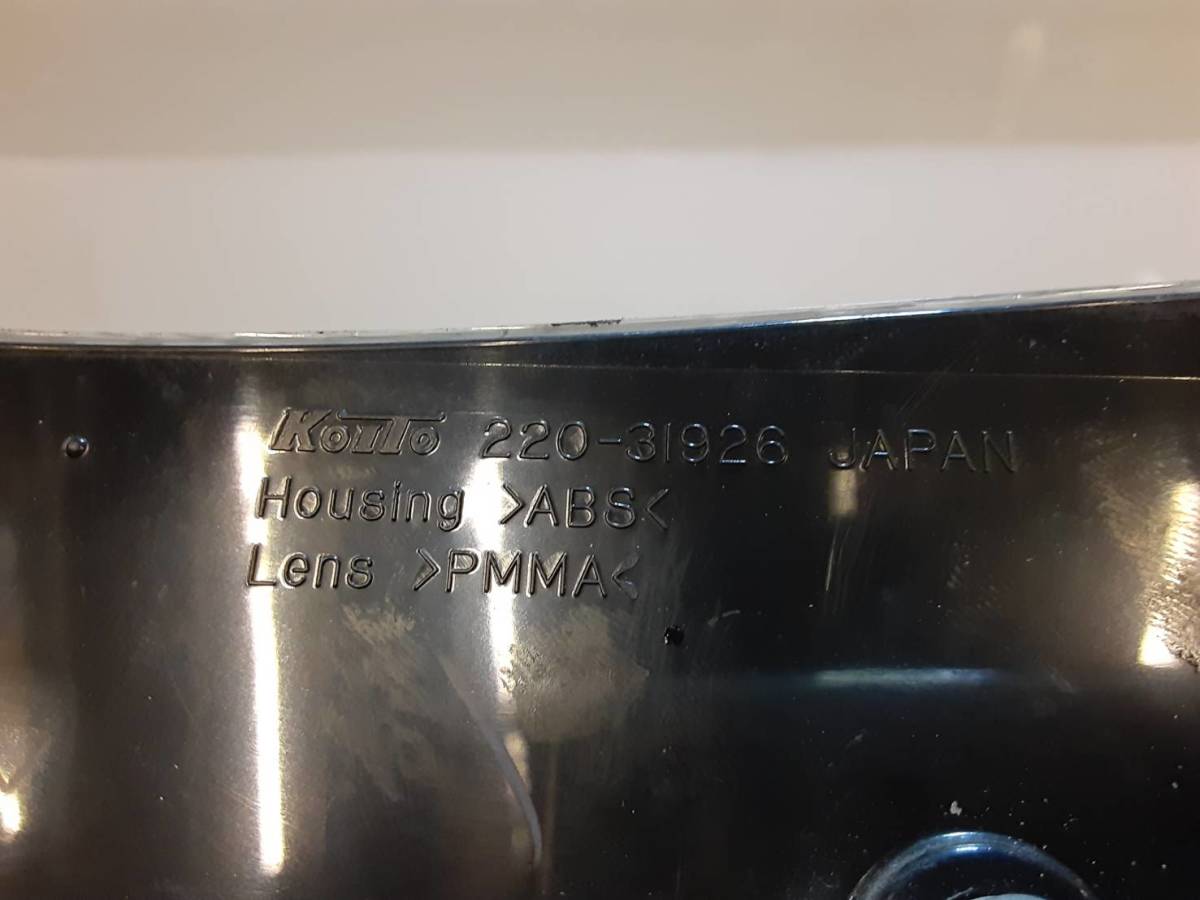 KOITO 220-31926 JAPAN
Housing >ABS<
Lens >PMMA<